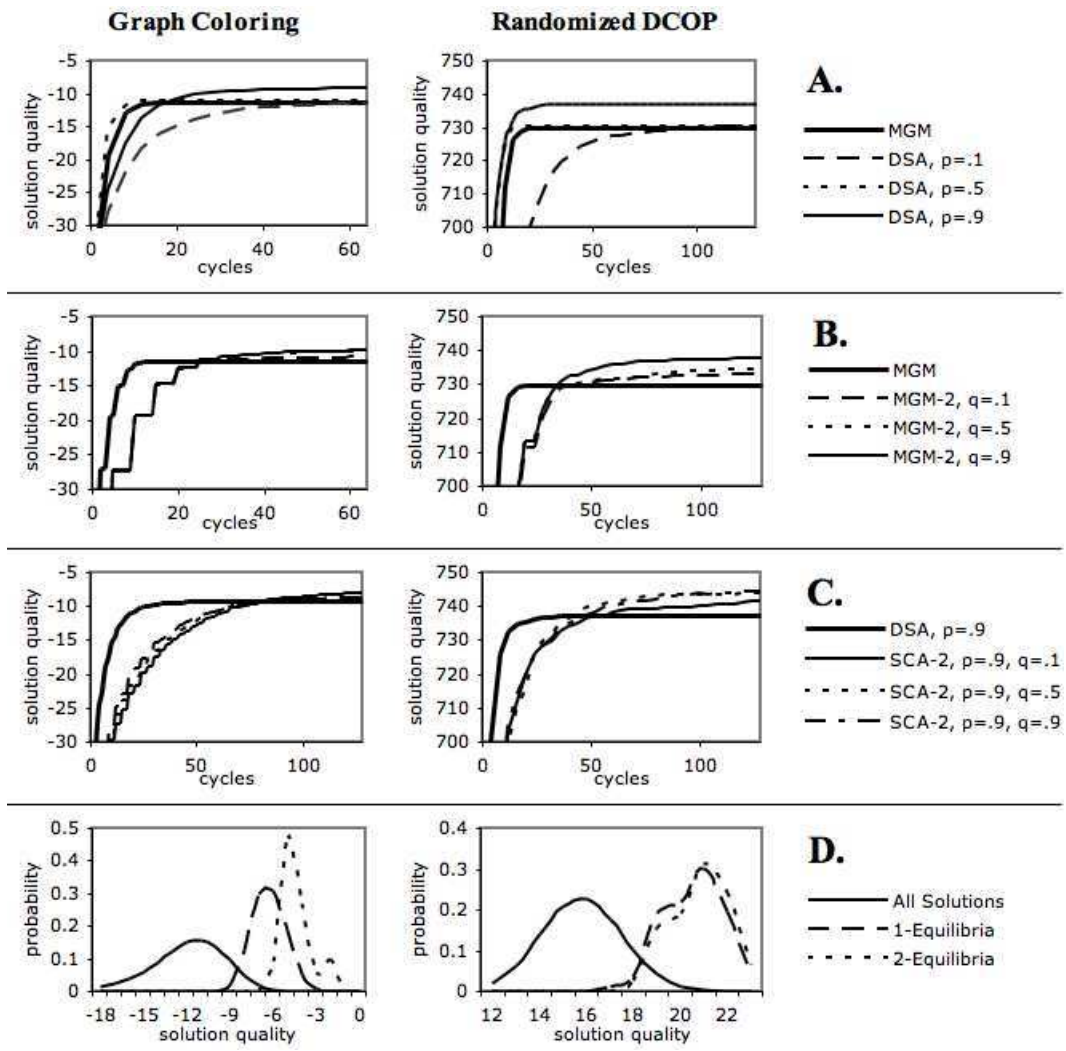 Graph Coloring
Randomized DCOP
-5
-10
-15
-20
-25
-30
0
20
40
60
solution quality
cycles
750
740
730
720
710
700
0
50
100
solution quality
cycles
A.
MGM
DSA, p=.1
DSA, p=.5
DSA, p=.9
-5
-10
-15
-20
-25
-30
0
20
40
60
solution quality
cycles
750
740
730
720
710
700
0
50
100
solution quality
cycles
B.
MGM
MGM-2, q=.1
MGM-2, q=.5
MGM-2, q=.9
-5
-10
-15
-20
-25
-30
0
50
100
solution quality
cycles
750
740
730
720
710
700
0
50
100
solution quality
cycles
C.
DSA, p=.9
SCA-2, p=.9, q=.1
SCA-2, p=.9, q=.5
SCA-2, p=.9, q=.9
0.5
0.4
0.3
0.2
0.1
0
-18 -15 -12 -9 -6 -3 0
probability
solution quality
0.4
0.3
0.2
0.1
0
12 14 16 18 20 22
probability
solution quality
D.
All Solutions
1-Equilibria
2-Equilibria